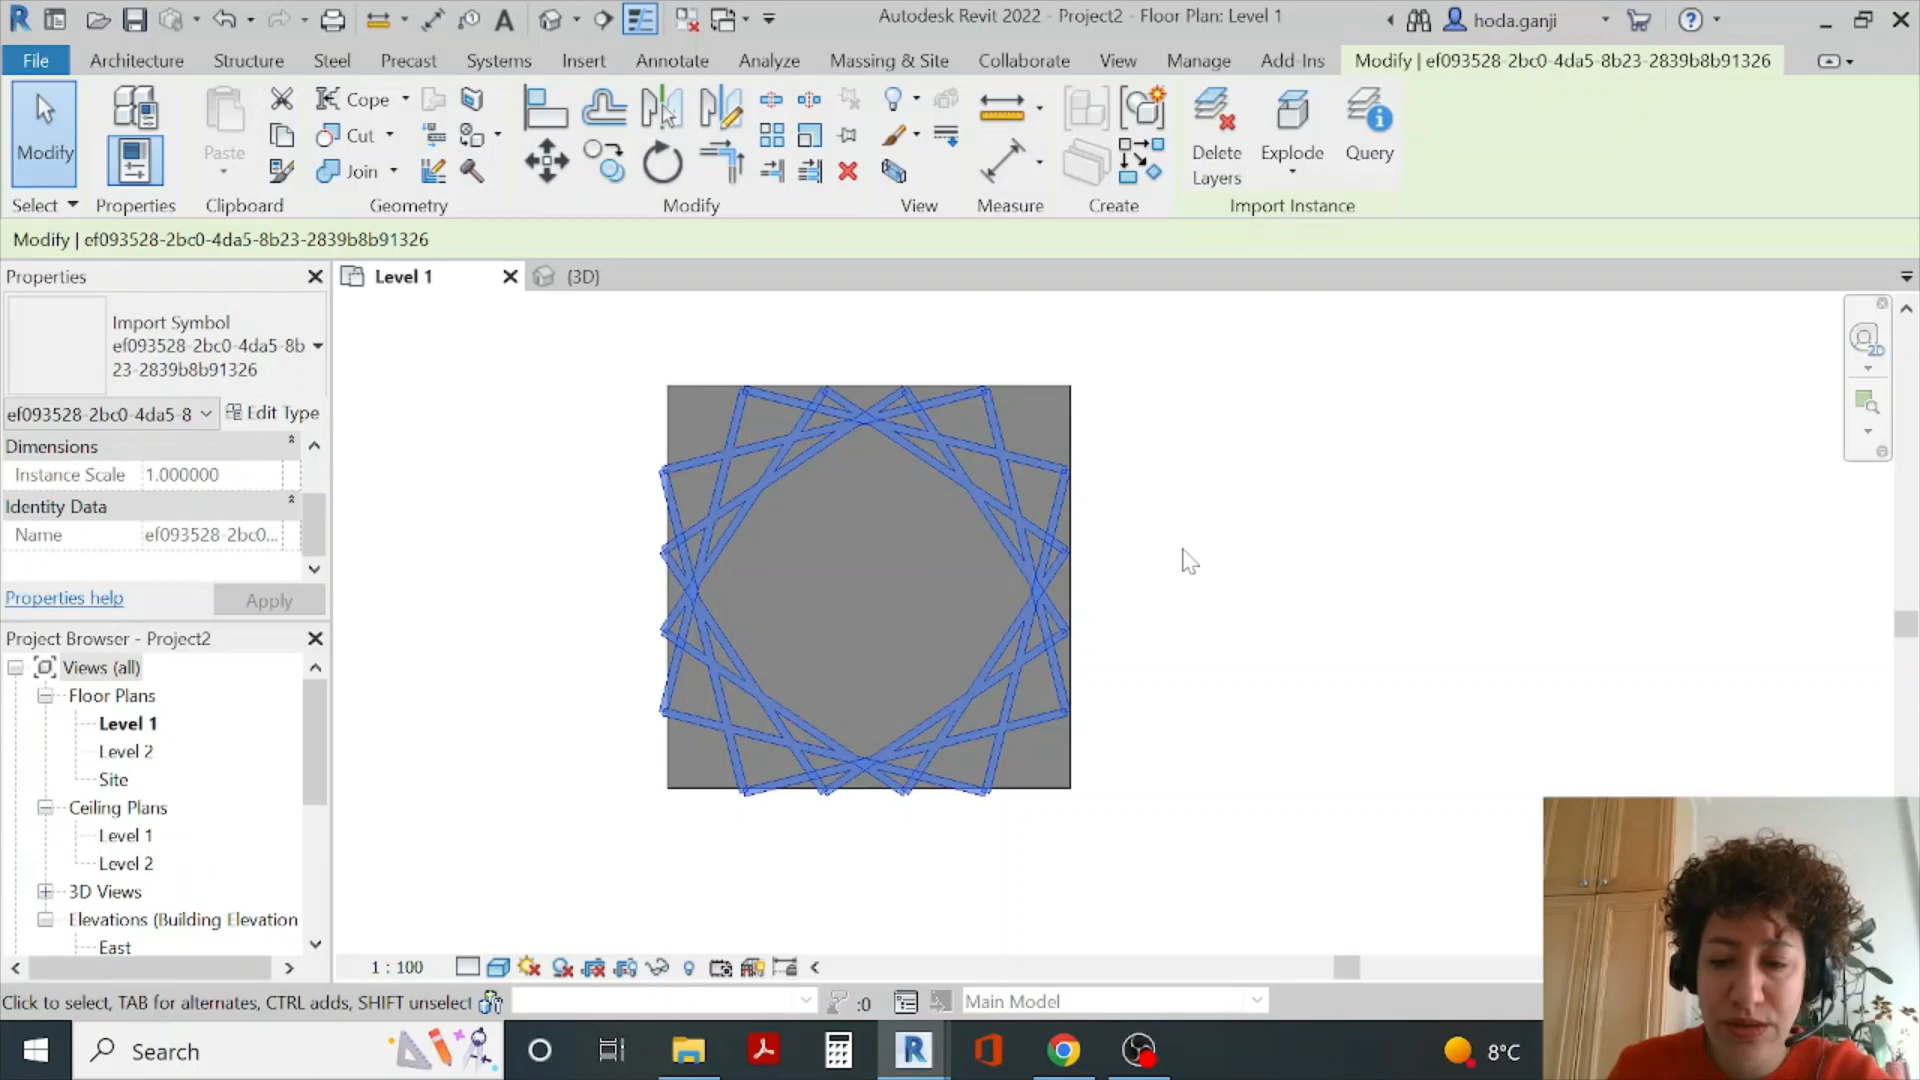 Autodesk Revit 2022 - Project2 - Floor Plan: Level 1
hoda.ganji
File Architecture Structure Steel Precast Systems Insert Annotate Analyze Massing & Site Collaborate View Manage Add-Ins Modify | ef093528-2bc0-4da5-8b23-2839b8b91326
Modify
Paste
Cope
Cut
Join
Delete Layers
Explode
Query
Select Properties Clipboard Geometry Modify View Measure Create Import Instance
Modify | ef093528-2bc0-4da5-8b23-2839b8b91326
Properties
Level 1
(3D)
2D
Import Symbol
ef093528-2bc0-4da5-8b
23-2839b8b91326
ef093528-2bc0-4da5-8
Edit Type
Dimensions
Instance Scale 1.000000
Identity Data
Name ef093528-2bc0...
Properties help
Apply
Project Browser - Project2
Views (all)
Floor Plans
Level 1
Level 2
Site
Ceiling Plans
Level 1
Level 2
3D Views
Elevations (Building Elevation
East
1 : 100
Click to select, TAB for alternates, CTRL adds, SHIFT unselect
:0
Main Model
Search
8°C